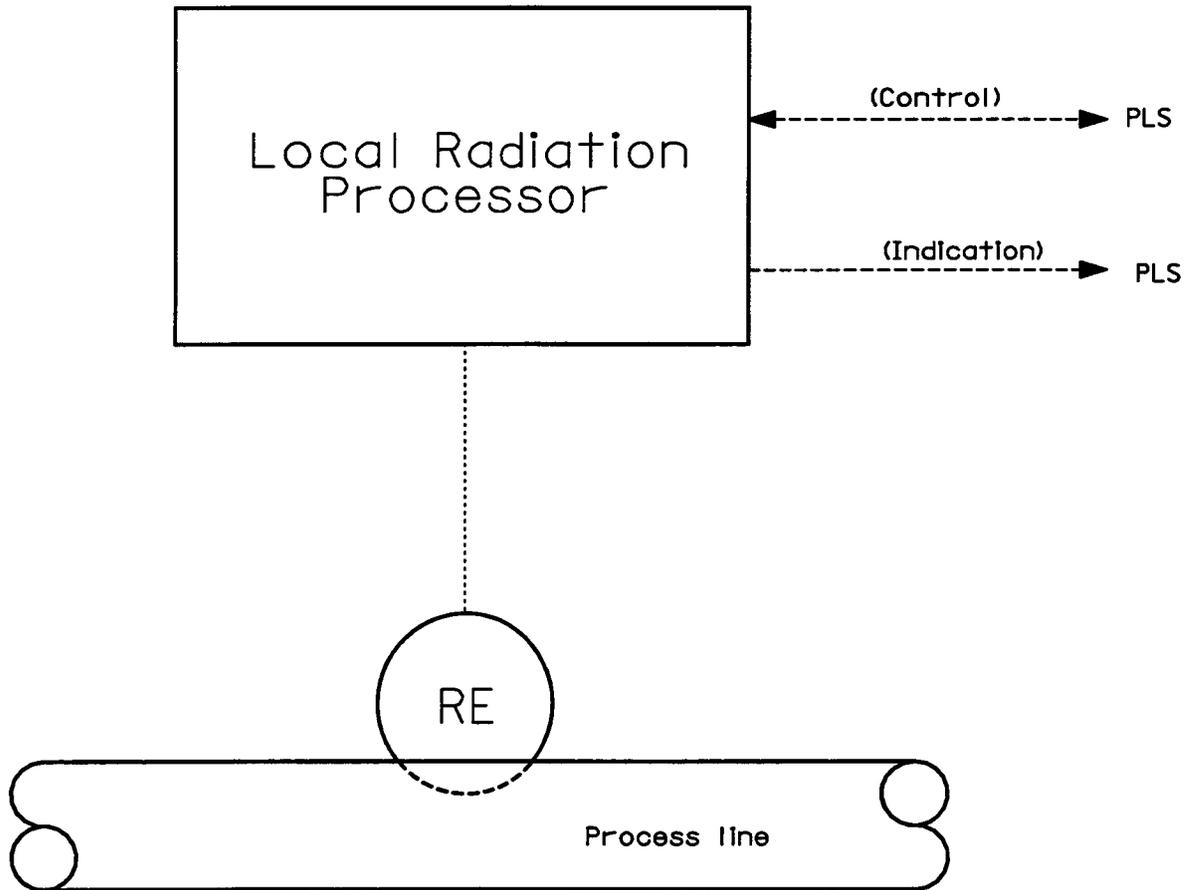 (Control)
PLS
Local Radiation
Processor
(Indication)
PLS
RE
Process line